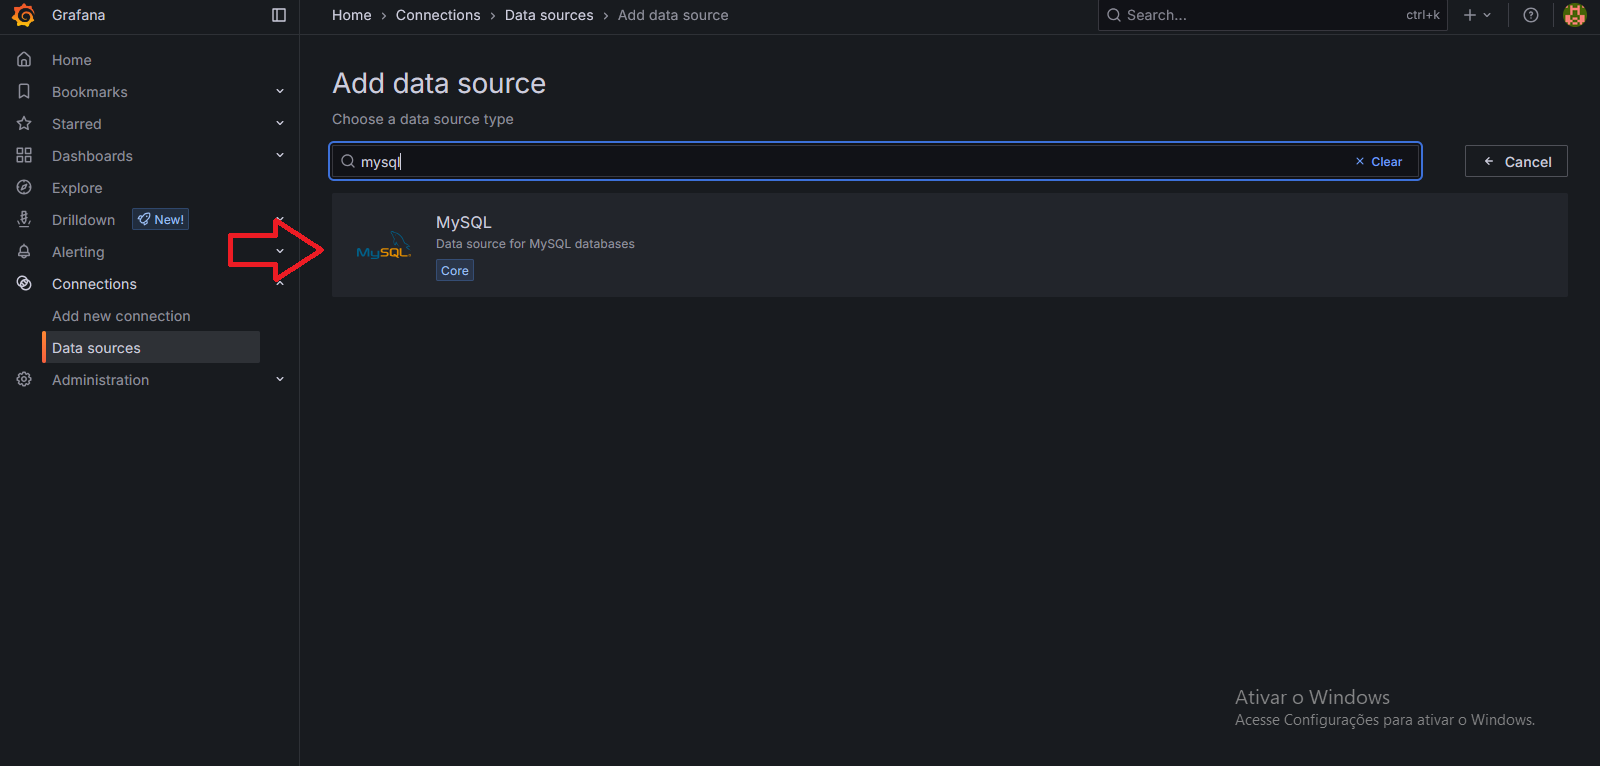 Grafana
Home › Connections › Data sources › Add data source
Search...
ctrl+k
Home
Bookmarks
Starred
Dashboards
Explore
Drilldown
New!
Alerting
Connections
Add new connection
Data sources
Administration
Add data source
Choose a data source type
mysql
Clear
Cancel
MySQL
MySQL
Data source for MySQL databases
Core
Ativar o Windows
Acesse Configurações para ativar o Windows.